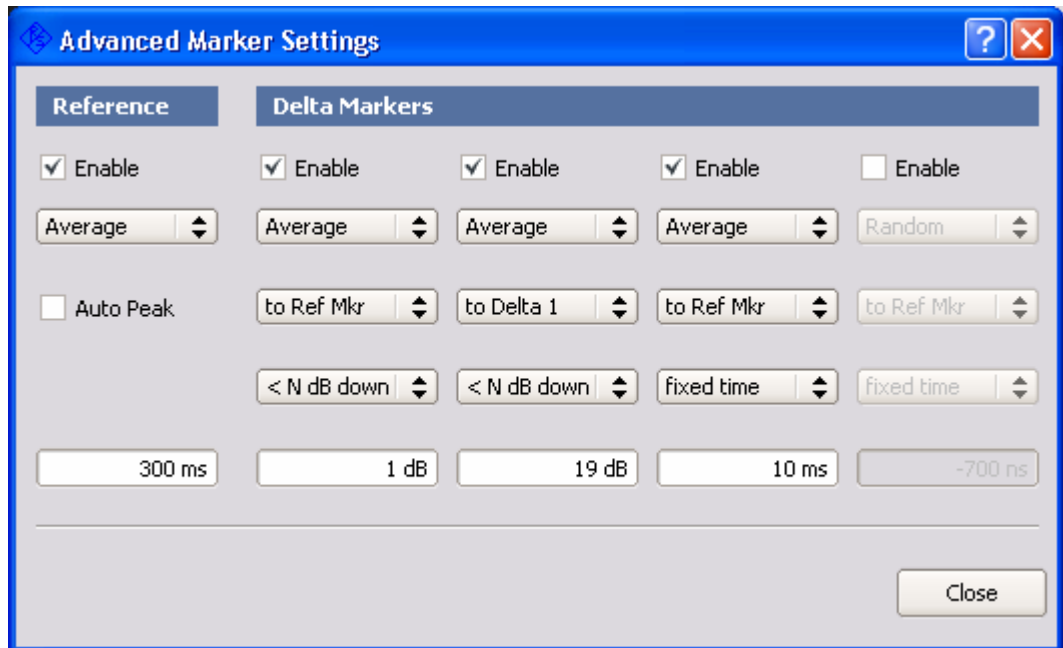 Advanced Marker Settings
Reference Delta Markers
Enable Enable Enable Enable Enable
Average Average Average Average Random
Auto Peak to Ref Mkr to Delta 1 to Ref Mkr to Ref Mkr
< N dB down < N dB down fixed time fixed time
300 ms 1 dB 19 dB 10 ms -700 ns
Close